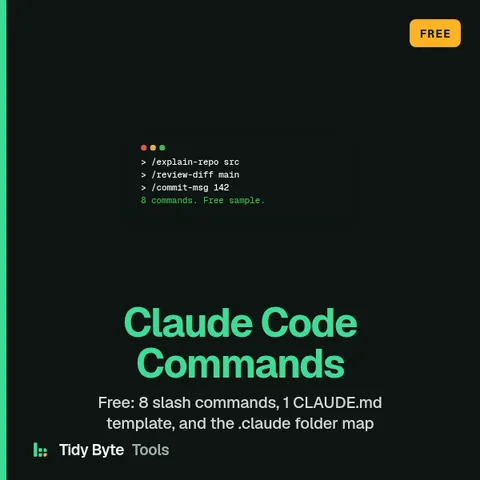 FREE
> /explain-repo src
> /review-diff main
> /commit-msg 142
8 commands. Free sample.
Claude Code
Commands
Free: 8 slash commands, 1 CLAUDE.md
template, and the .claude folder map
Tidy Byte Tools